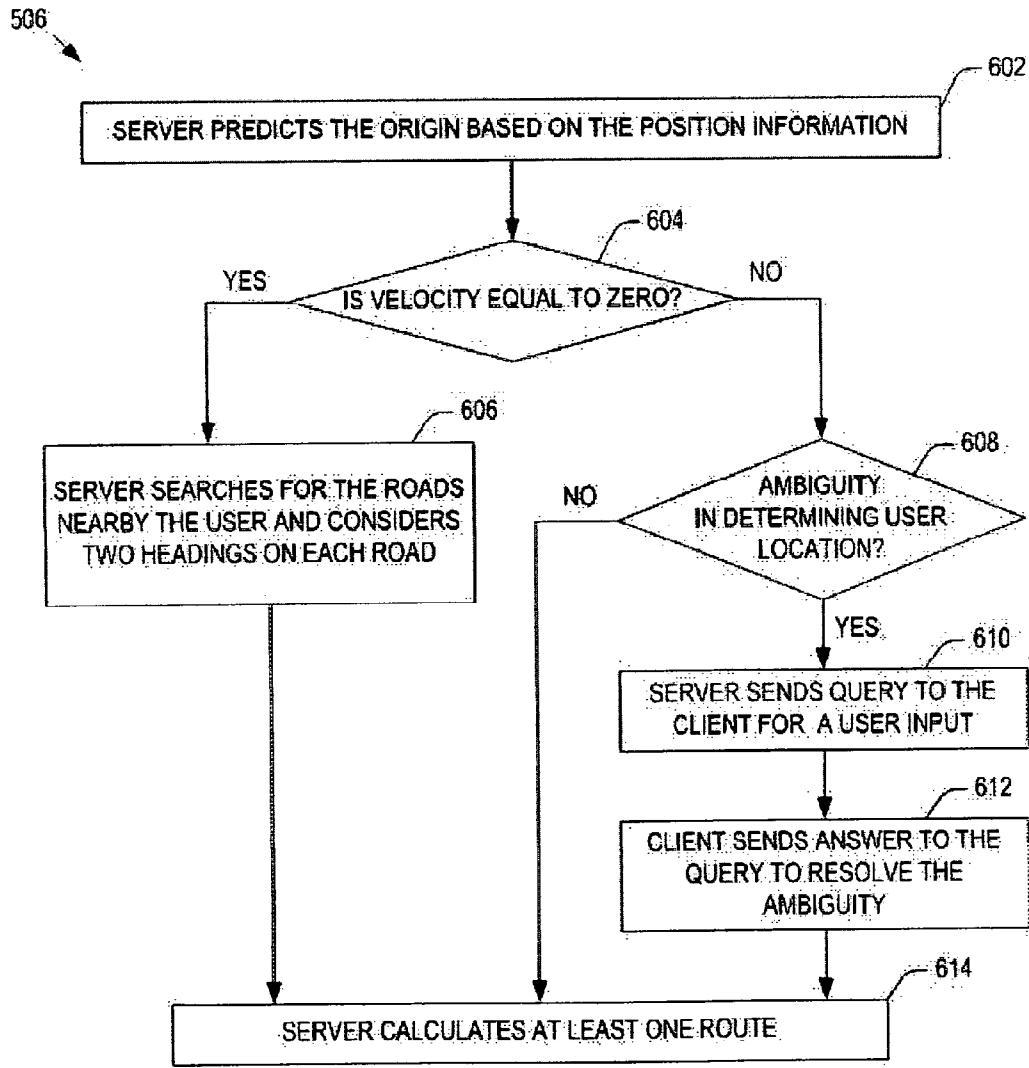 506
602
SERVER PREDICTS THE ORIGIN BASED ON THE POSITION INFORMATION
604
YES
NO
IS VELOCITY EQUAL TO ZERO?
606
608
SERVER SEARCHES FOR THE ROADS
NEARBY THE USER AND CONSIDERS
TWO HEADINGS ON EACH ROAD
NO
AMBIGUITY
IN DETERMINING USER
LOCATION?
YES
610
SERVER SENDS QUERY TO THE
CLIENT FOR A USER INPUT
612
CLIENT SENDS ANSWER TO THE
QUERY TO RESOLVE THE
AMBIGUITY
614
SERVER CALCULATES AT LEAST ONE ROUTE